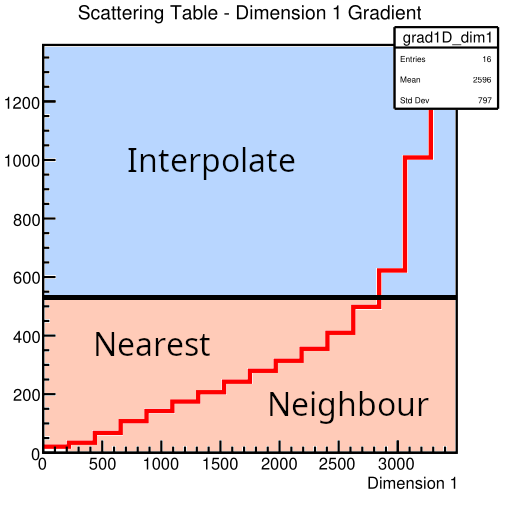 Scattering Table - Dimension 1 Gradient
grad1D_dim1
Entries 16
Mean 2596
Std Dev 797
1200
1000
800
600
400
200
0
Interpolate
Nearest
Neighbour
0 500 1000 1500 2000 2500 3000
Dimension 1